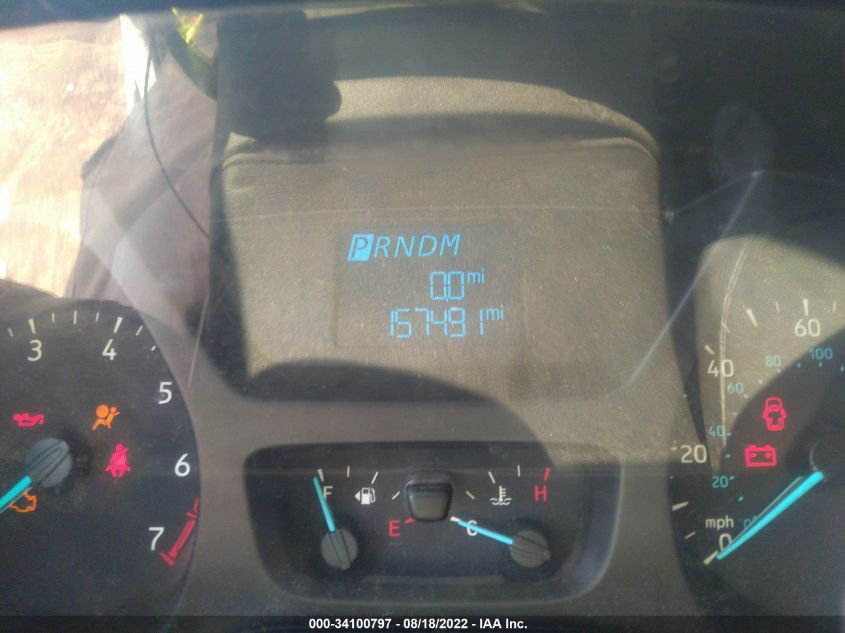 PRNDM
0.0 mi
157491 mi
3 4 5 6 7
F E
C H
0 20 40 60
20 40 60 80 100
mph
000-34100797 - 08/18/2022 - IAA Inc.